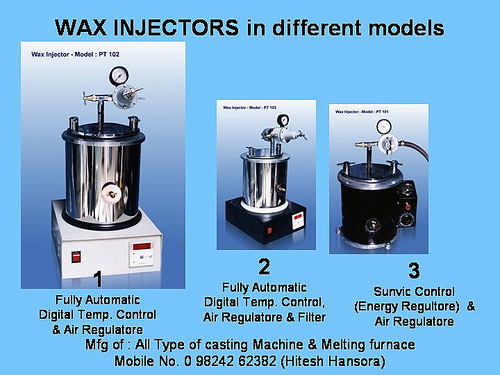 WAX INJECTORS in different models
Wax Injector - Model : PT 102
Wax Injector - Model : PT 103
Wax Injector - Model : PT 101
1
Fully Automatic
Digital Temp. Control
& Air Regulatore
2
Fully Automatic
Digital Temp. Control,
Air Regulatore & Filter
3
Sunvic Control
(Energy Regultore) &
Air Regulatore
Mfg of : All Type of casting Machine & Melting furnace
Mobile No. 0 98242 62382 (Hitesh Hansora)